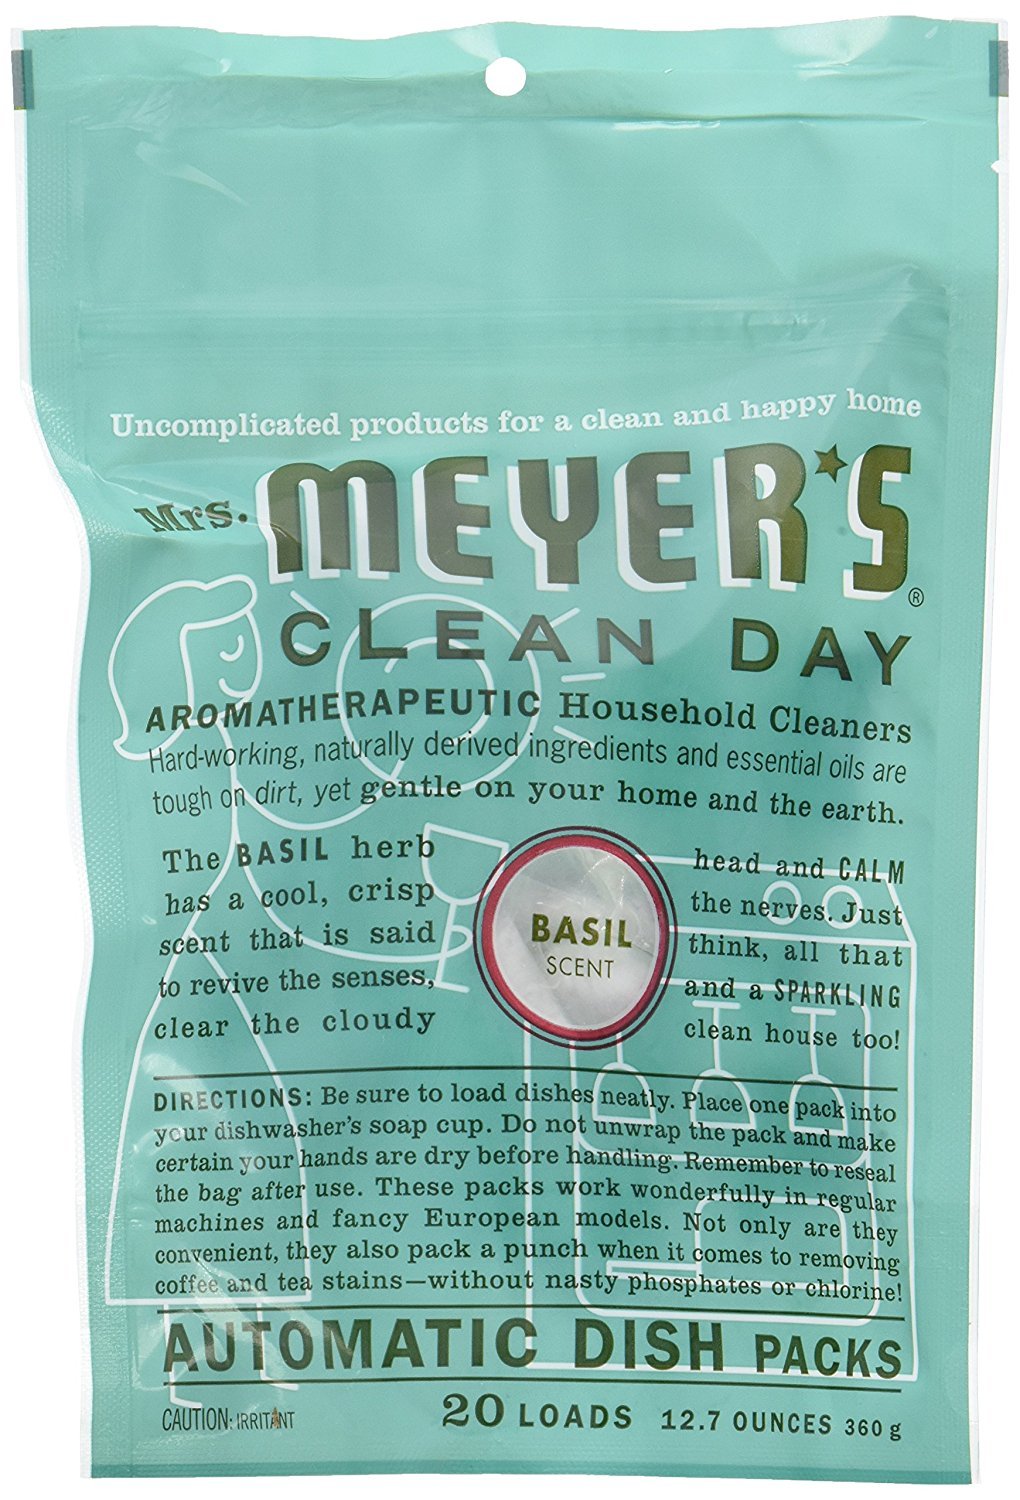 Uncomplicated products for a clean and happy home
Mrs. MEYER'S®
CLEAN DAY
AROMATHERAPEUTIC Household Cleaners
Hard-working, naturally derived ingredients and essential oils are
tough on dirt, yet gentle on your home and the earth.
The BASIL herb
has a cool, crisp
scent that is said
to revive the senses,
clear the cloudy
BASIL
SCENT
head and CALM
the nerves. Just
think, all that
and a SPARKLING
clean house too!
DIRECTIONS: Be sure to load dishes neatly. Place one pack into
your dishwasher's soap cup. Do not unwrap the pack and make
certain your hands are dry before handling. Remember to reseal
the bag after use. These packs work wonderfully in regular
machines and fancy European models. Not only are they
convenient, they also pack a punch when it comes to removing
coffee and tea stains—without nasty phosphates or chlorine!
AUTOMATIC DISH PACKS
CAUTION: IRRITANT 20 LOADS 12.7 OUNCES 360 g